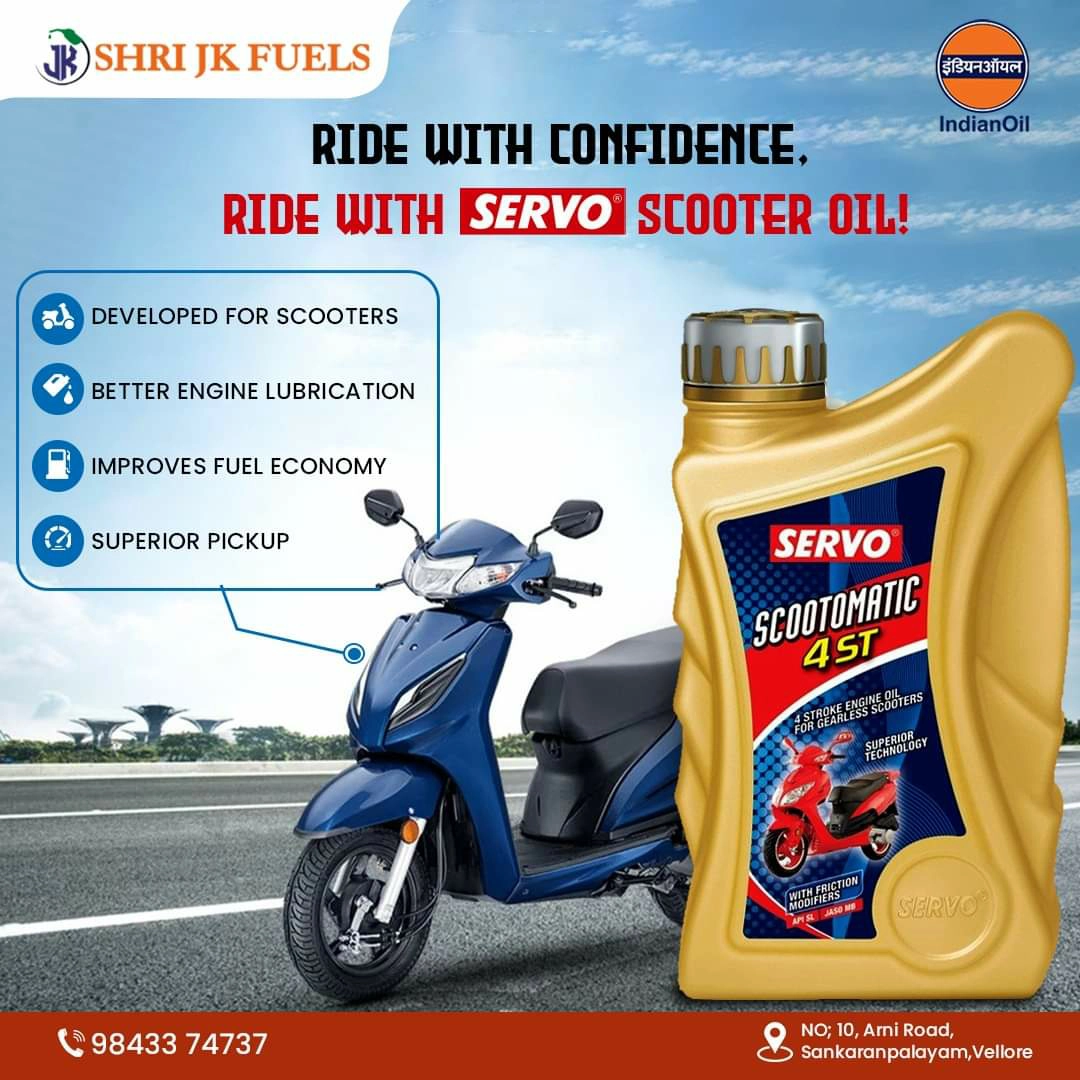 JK SHRI JK FUELS
इंडियनऑयल
IndianOil
RIDE WITH CONFIDENCE,
RIDE WITH SERVO® SCOOTER OIL!
DEVELOPED FOR SCOOTERS
BETTER ENGINE LUBRICATION
IMPROVES FUEL ECONOMY
SUPERIOR PICKUP
SERVO®
SCOOTOMATIC
4ST
4 STROKE ENGINE OIL
FOR GEARLESS SCOOTERS
SUPERIOR
TECHNOLOGY
WITH FRICTION
MODIFIERS
API SL JASO MB
SERVO®
98433 74737
NO; 10, Arni Road,
Sankaranpalayam,Vellore